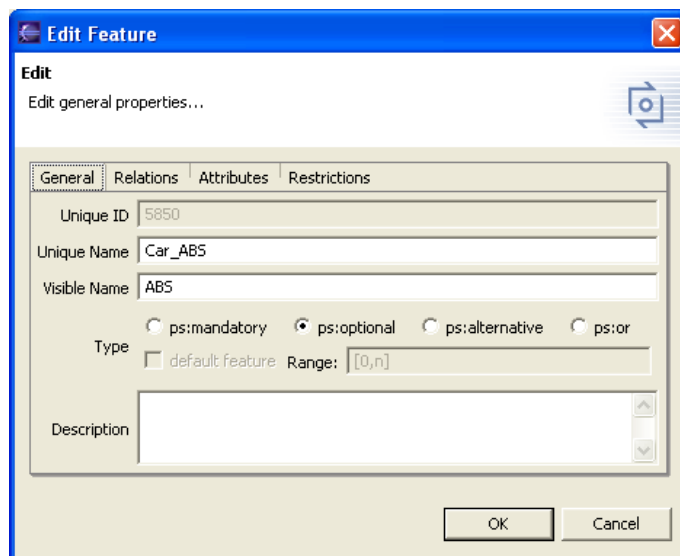 Edit Feature
Edit
Edit general properties...
General Relations Attributes Restrictions
Unique ID 5850
Unique Name Car_ABS
Visible Name ABS
Type ps:mandatory ps:optional ps:alternative ps:or
default feature Range: [0,n]
Description
OK Cancel